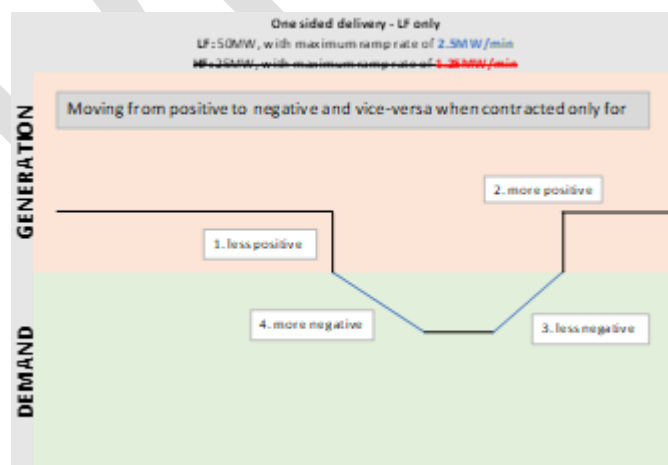 One sided delivery - LF only
LF: 50MW, with maximum ramp rate of 2.5MW/min
HF: 25MW, with maximum ramp rate of 1.25MW/min
GENERATION
Moving from positive to negative and vice-versa when contracted only for
2. more positive
1. less positive
4. more negative
3. less negative
DEMAND